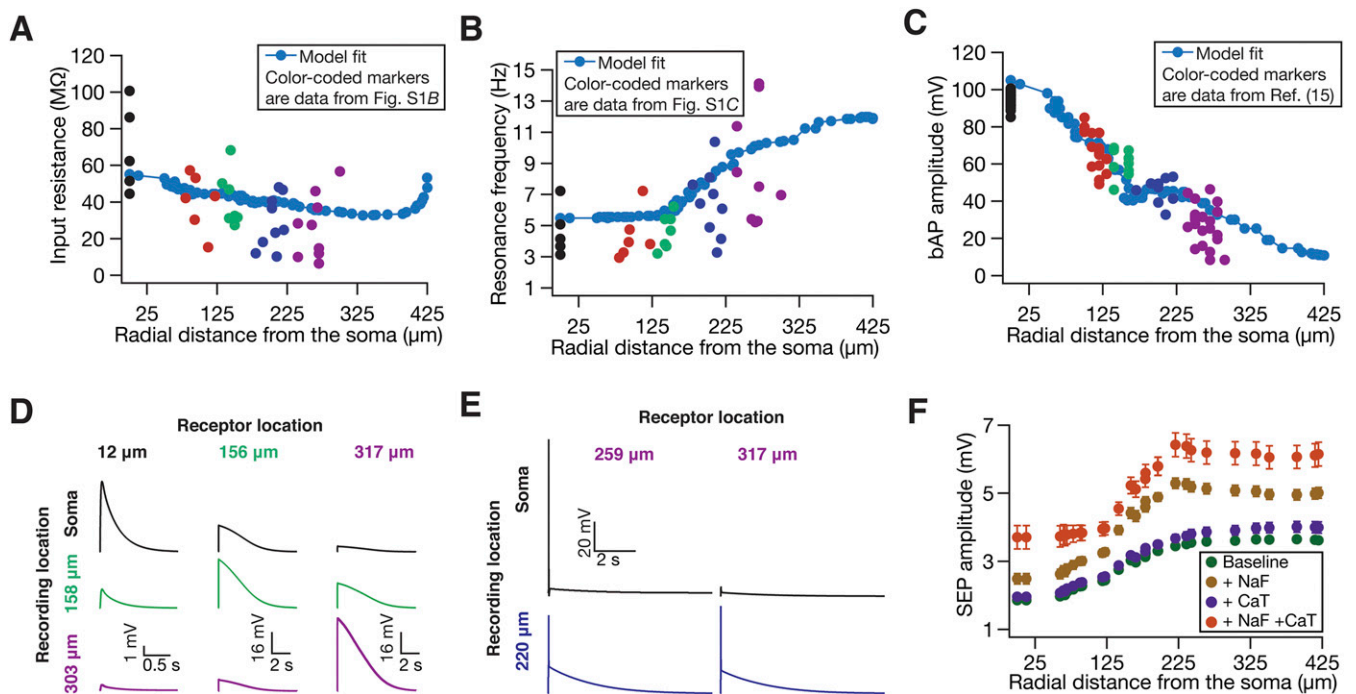 A
Input resistance (MΩ)
120
100
80
60
40
20
0
Model fit
Color-coded markers
are data from Fig. S1B
25 125 225 325 425
Radial distance from the soma (µm)
B
Resonance frequency (Hz)
15
13
11
9
7
5
3
1
Model fit
Color-coded markers
are data from Fig. S1C
25 125 225 325 425
Radial distance from the soma (µm)
C
bAP amplitude (mV)
120
100
80
60
40
20
0
Model fit
Color-coded markers
are data from Ref. (15)
25 125 225 325 425
Radial distance from the soma (µm)
D
Receptor location
12 µm 156 µm 317 µm
Recording location
Soma
158 µm
303 µm
1 mV
0.5 s
16 mV
2 s
16 mV
2 s
E
Receptor location
259 µm 317 µm
Recording location
Soma
220 µm
20 mV
2 s
F
SEP amplitude (mV)
7
5
3
1
Baseline
+ NaF
+ CaT
+ NaF +CaT
25 125 225 325 425
Radial distance from the soma (µm)